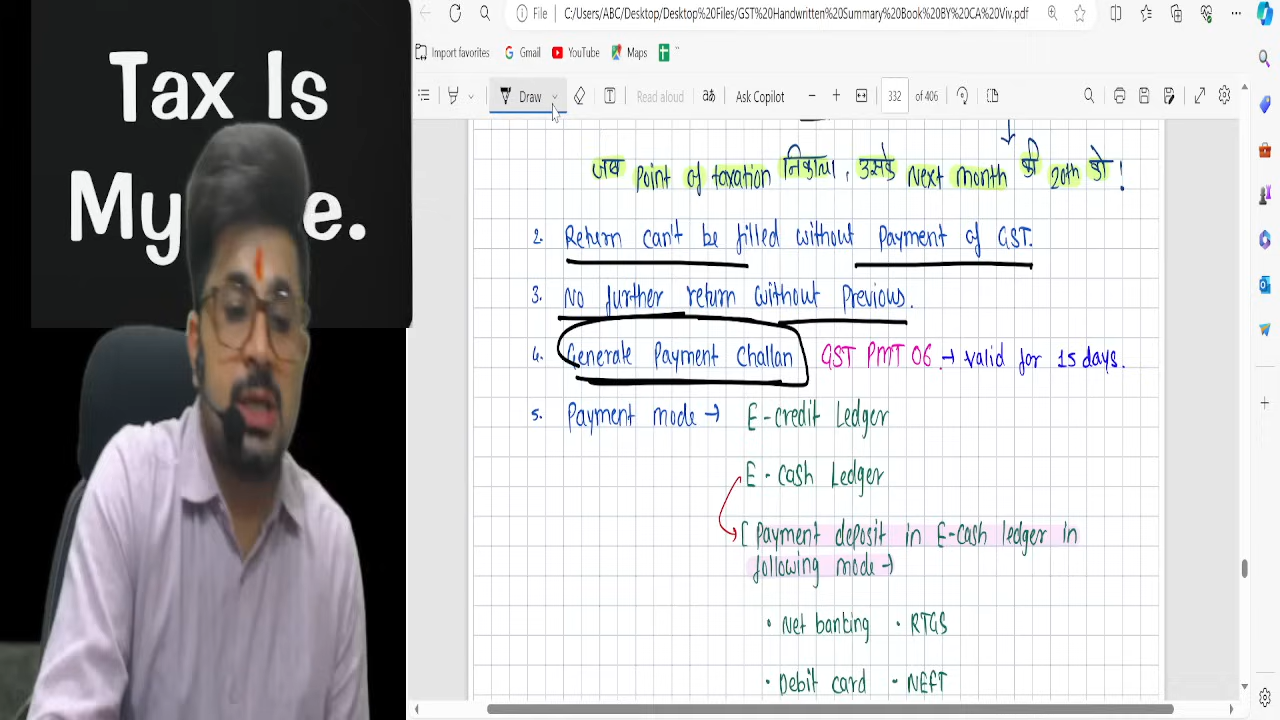 Tax Is
My e.
File C:/Users/ABC/Desktop/Desktop%20Files/GST%20Handwritten%20Summary%20Book%20BY%20CA%20Viv.pdf
Import favorites Gmail YouTube Maps
Draw Read aloud Ask Copilot 332 of 406
जब Point of taxation निकाला, उसके Next month की 20th को !
2. Return can't be filled without Payment of GST.
3. No further return without Previous.
4. Generate Payment Challan GST PMT 06 → valid for 15 days.
5. Payment mode → E-credit Ledger
E-cash Ledger
[Payment deposit in E-cash ledger in
following mode →
• Net banking • RTGS
• Debit card • NEFT